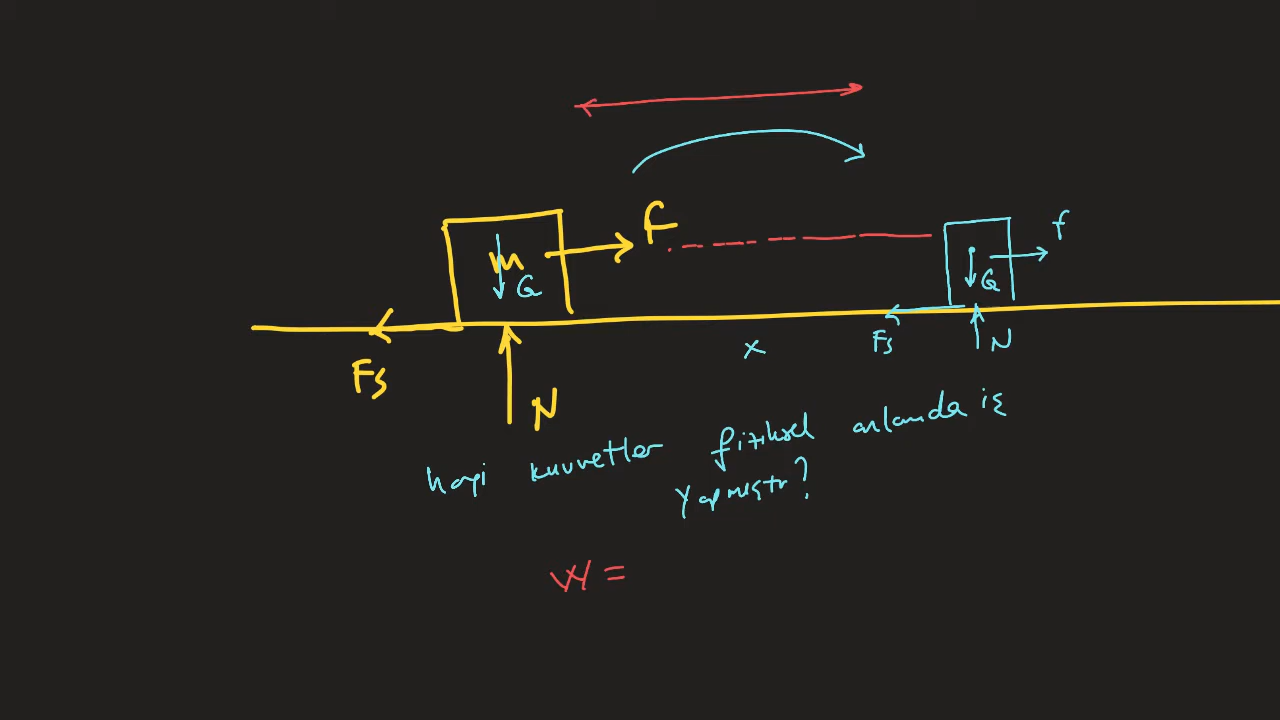 F
f
m
G
G
Fs
N
x
Fs
N
hangi kuvvetler fiziksel anlamda iş
yapmıştır?
W =